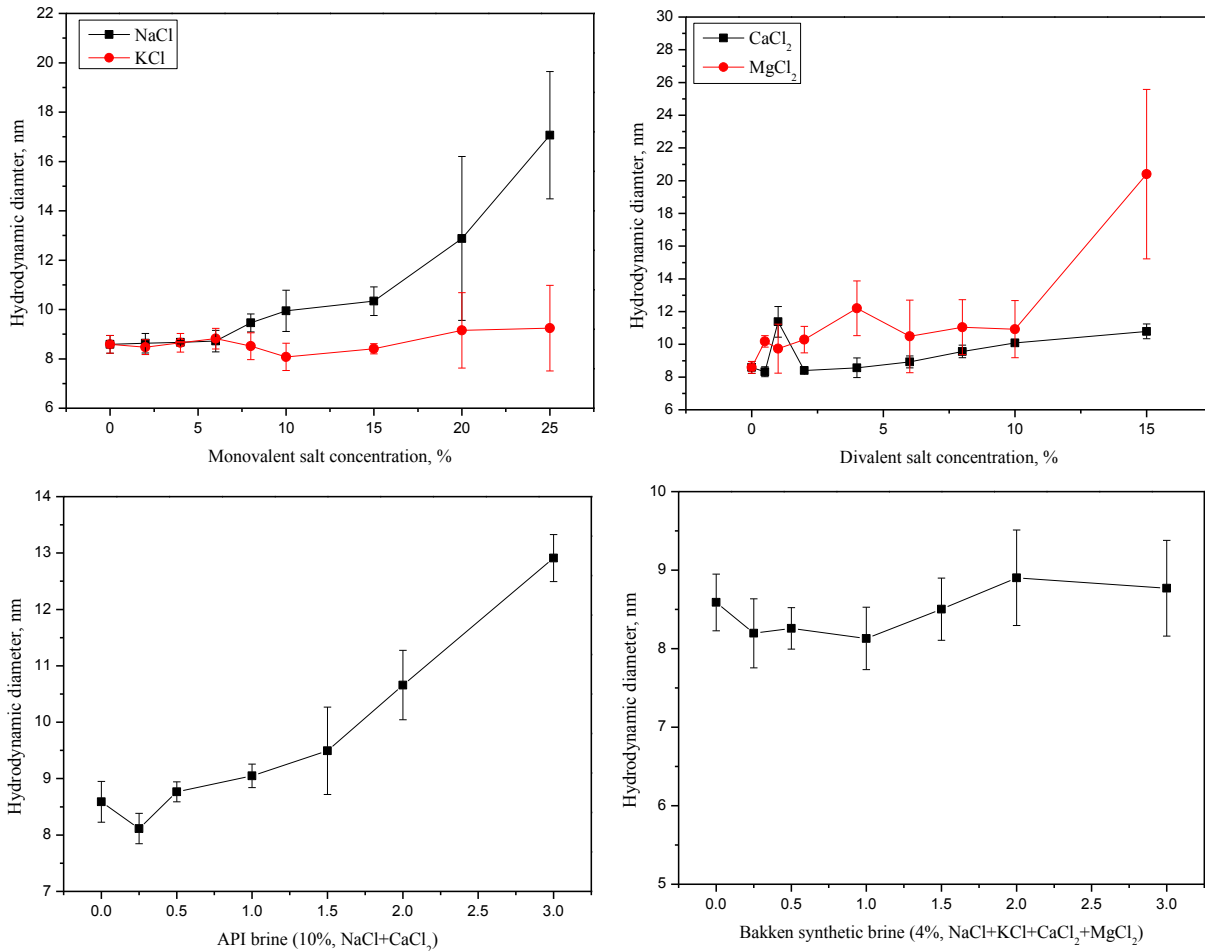 22
20
18
16
14
12
10
8
6
Hydrodynamic diameter, nm
NaCl
KCl
0 5 10 15 20 25
Monovalent salt concentration, %
30
28
26
24
22
20
18
16
14
12
10
8
6
Hydrodynamic diamter, nm
CaCl₂
MgCl₂
0 5 10 15
Divalent salt concentration, %
14
13
12
11
10
9
8
7
Hydrodynamic diameter, nm
0.0 0.5 1.0 1.5 2.0 2.5 3.0
API brine (10%, NaCl+CaCl₂)
10
9
8
7
6
5
Hydrodynamic diameter, nm
0.0 0.5 1.0 1.5 2.0 2.5 3.0
Bakken synthetic brine (4%, NaCl+KCl+CaCl₂+MgCl₂)